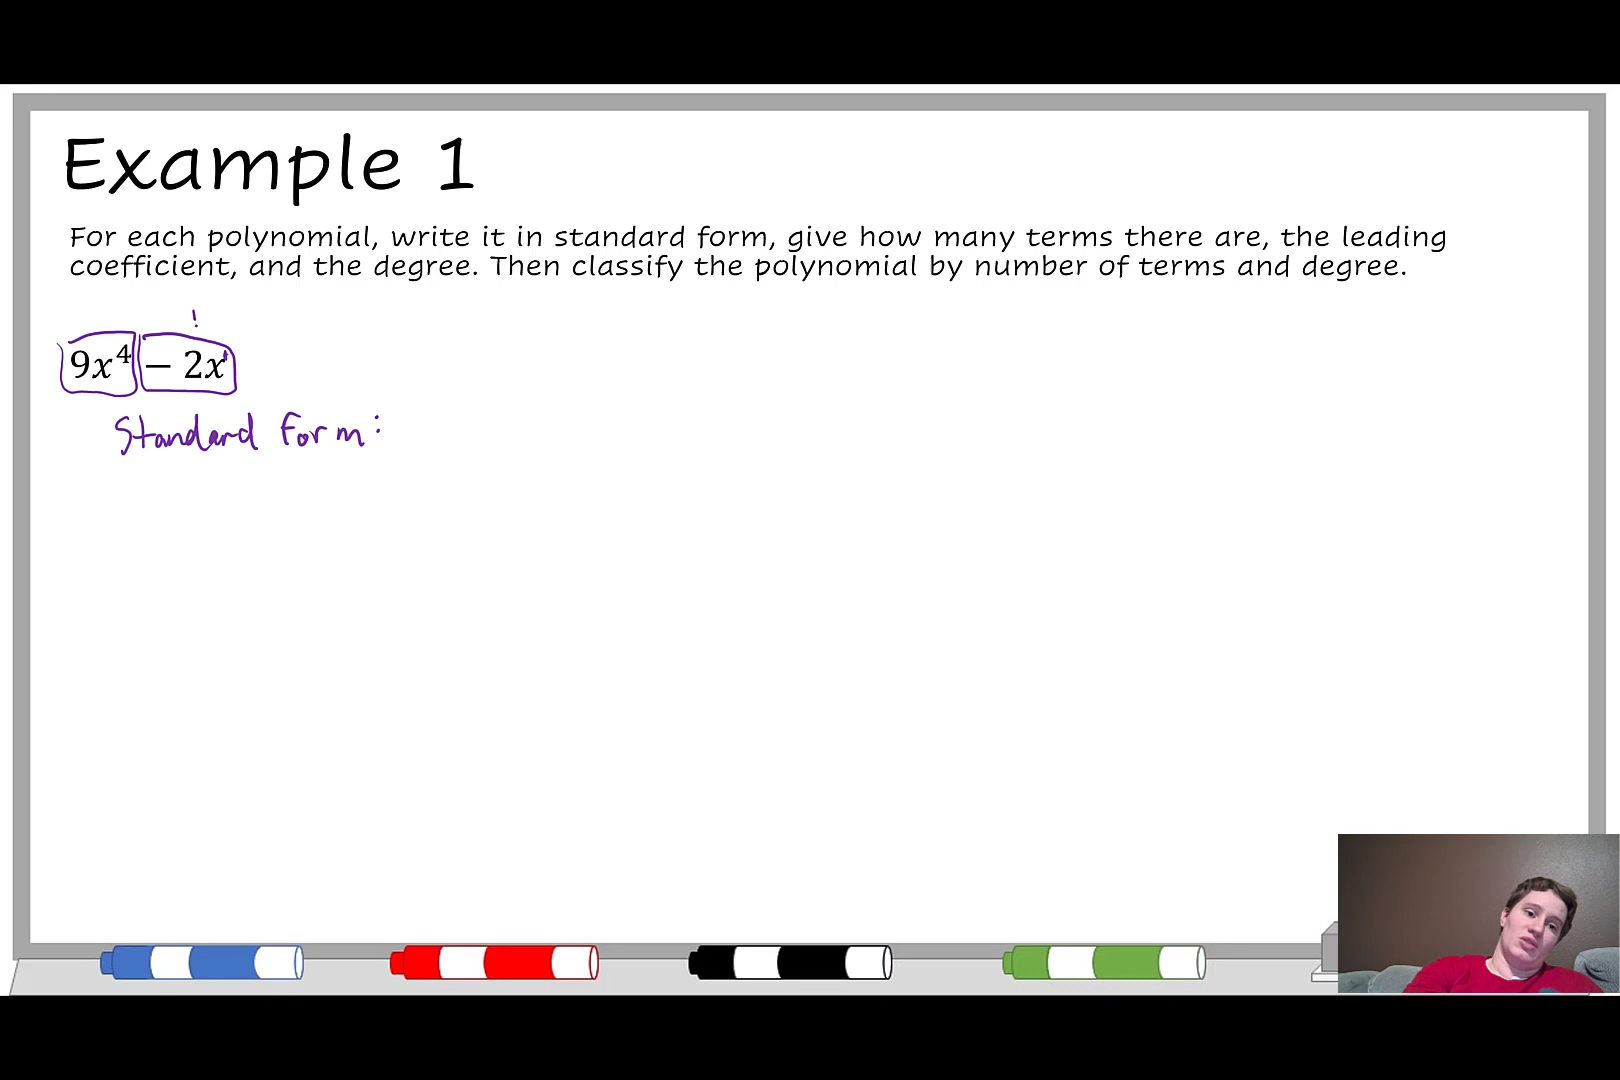 Example 1
For each polynomial, write it in standard form, give how many terms there are, the leading
coefficient, and the degree. Then classify the polynomial by number of terms and degree.
9x⁴ − 2x
Standard form: